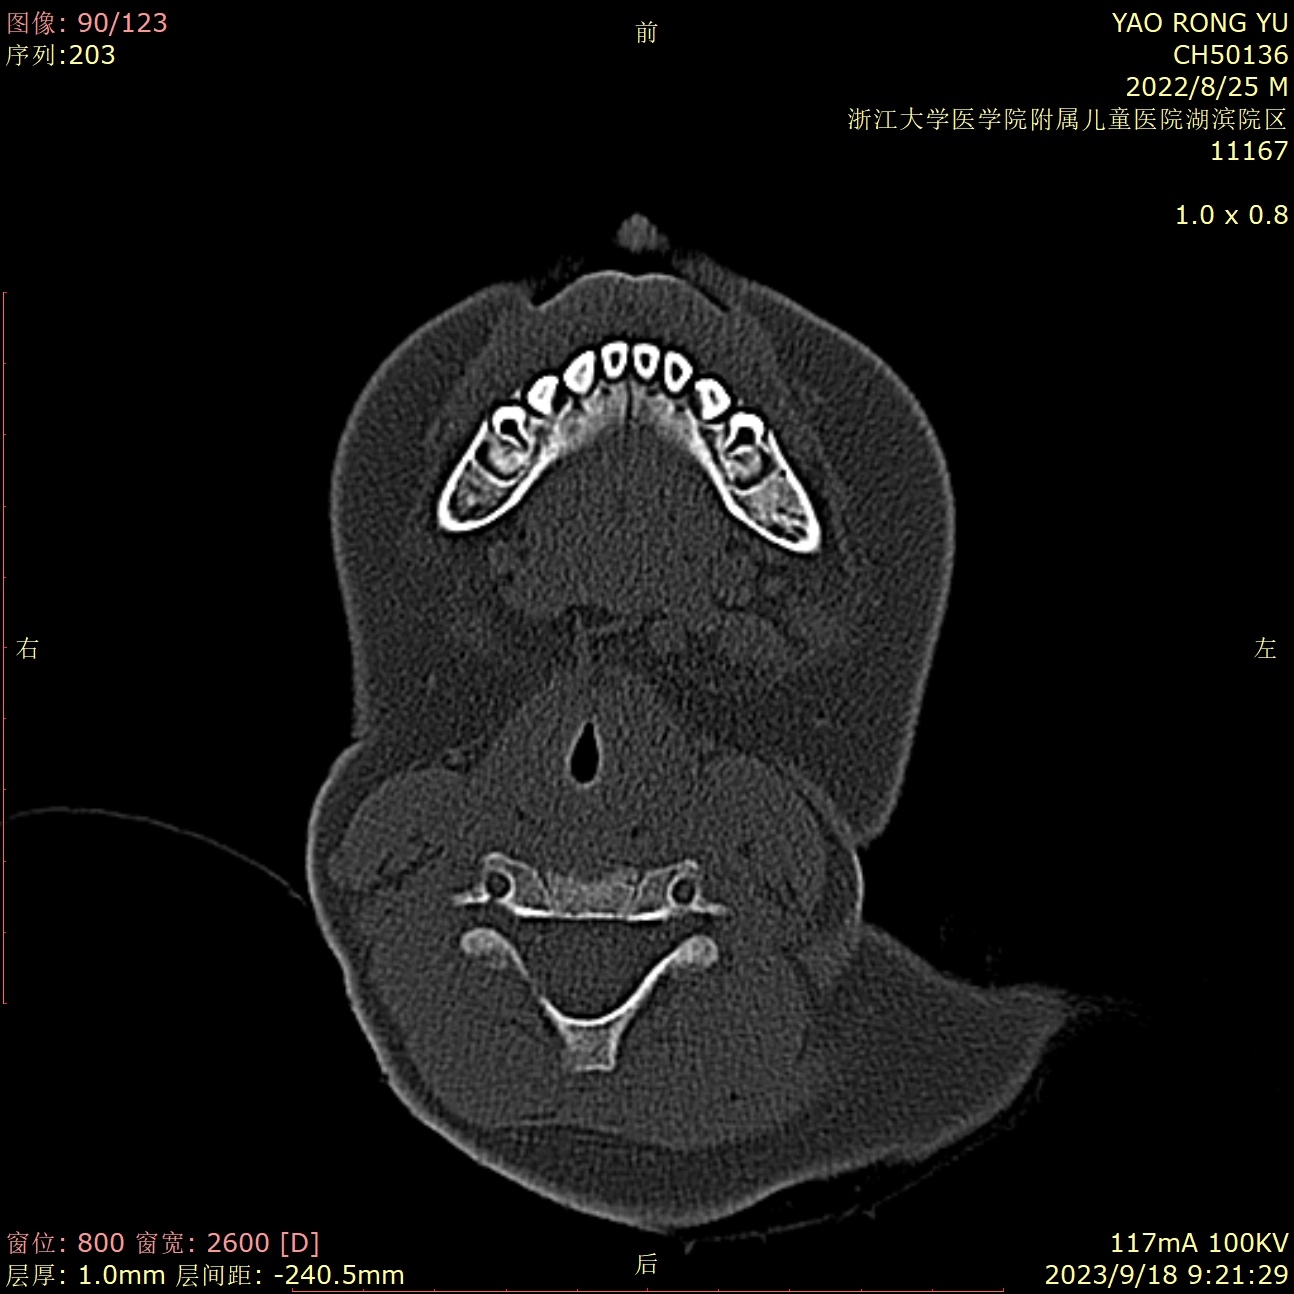 图像: 90/123
序列:203
前
YAO RONG YU
CH50136
2022/8/25 M
浙江大学医学院附属儿童医院湖滨院区
11167
1.0 x 0.8
右
左
窗位: 800 窗宽: 2600 [D]
层厚: 1.0mm 层间距: -240.5mm
后
117mA 100KV
2023/9/18 9:21:29